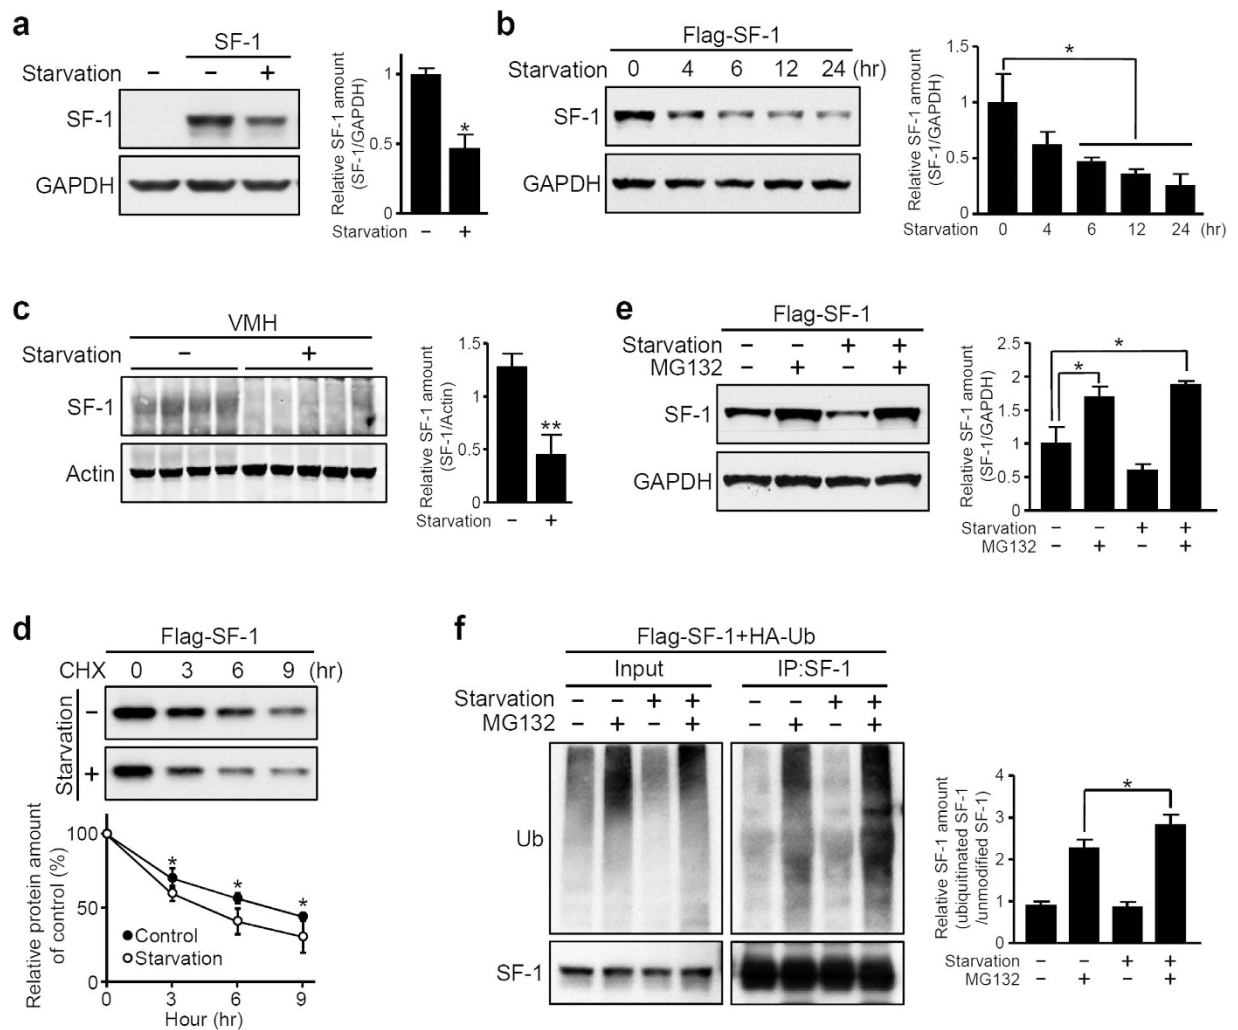 a
SF-1
Starvation − − +
SF-1
GAPDH
Relative SF-1 amount
(SF-1/GAPDH)
1
0.5
0
*
Starvation − +
b
Flag-SF-1
Starvation 0 4 6 12 24 (hr)
SF-1
GAPDH
Relative SF-1 amount
(SF-1/GAPDH)
1.5
1
0.5
0
*
Starvation 0 4 6 12 24 (hr)
c
VMH
Starvation − +
SF-1
Actin
Relative SF-1 amount
(SF-1/Actin)
1.5
1
0.5
0
**
Starvation − +
e
Flag-SF-1
Starvation − − + +
MG132 − + − +
SF-1
GAPDH
Relative SF-1 amount
(SF-1/GAPDH)
2.5
2
1.5
1
0.5
0
*
*
Starvation − − + +
MG132 − + − +
d
Flag-SF-1
CHX 0 3 6 9 (hr)
Starvation
−
+
Relative protein amount
of control (%)
100
50
0
* * *
Control
Starvation
0 3 6 9
Hour (hr)
f
Flag-SF-1+HA-Ub
Input IP:SF-1
Starvation − − + + − − + +
MG132 − + − + − + − +
Ub
SF-1
Relative SF-1 amount
(ubiquitinated SF-1
/unmodified SF-1)
4
3
2
1
0
*
Starvation − − + +
MG132 − + − +